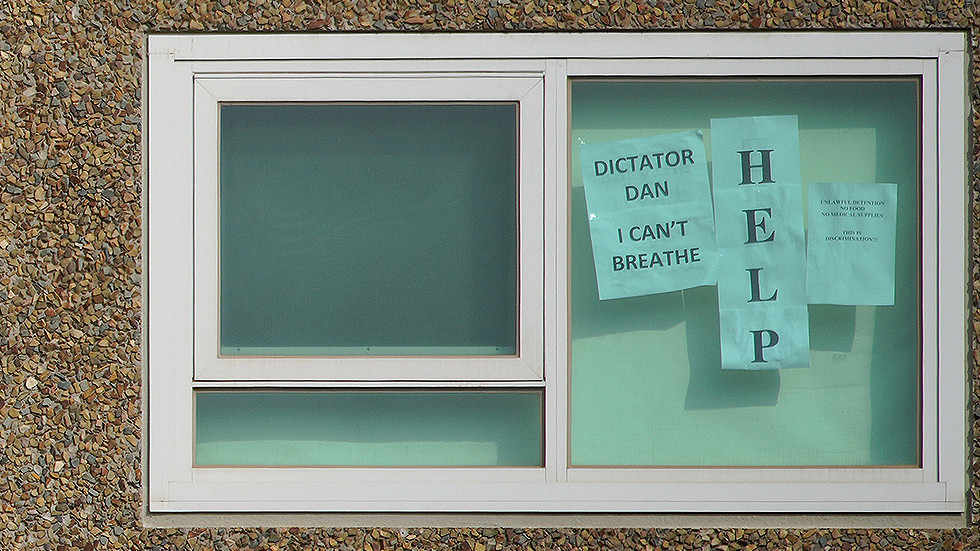 DICTATOR
DAN
I CAN'T
BREATHE
H
E
L
P
UNLAWFUL DETENTION
NO FOOD
NO MEDICAL SUPPLIES
THIS IS
DISCRIMINATION!!!